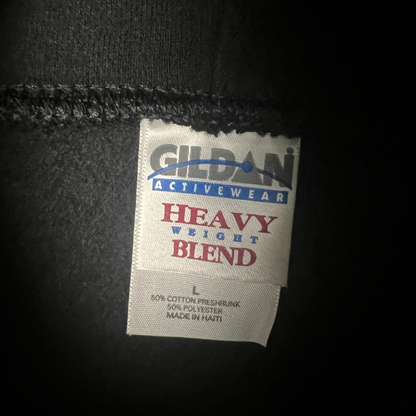 GILDAN
ACTIVEWEAR
HEAVY
WEIGHT
BLEND
L
50% COTTON PRESHRUNK
50% POLYESTER
MADE IN HAITI